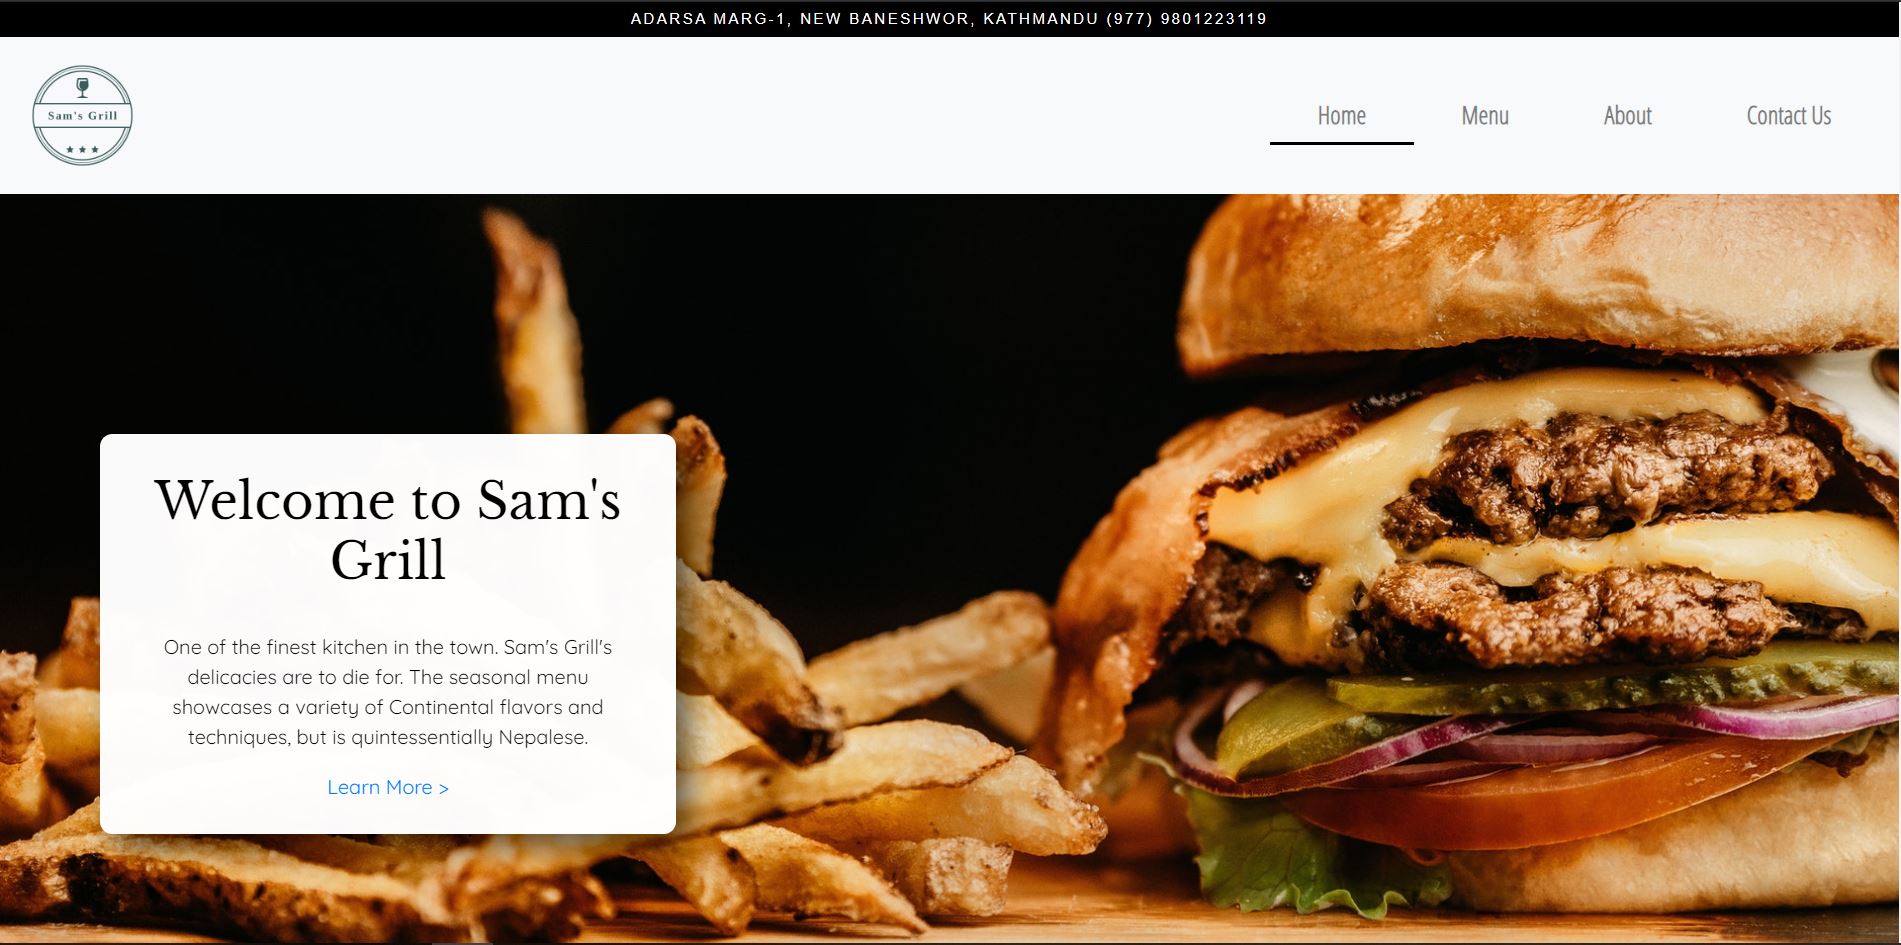 ADARSA MARG-1, NEW BANESHWOR, KATHMANDU (977) 9801223119
Sam's Grill
Home
Menu
About
Contact Us
Welcome to Sam's
Grill
One of the finest kitchen in the town. Sam's Grill's
delicacies are to die for. The seasonal menu
showcases a variety of Continental flavors and
techniques, but is quintessentially Nepalese.
Learn More >